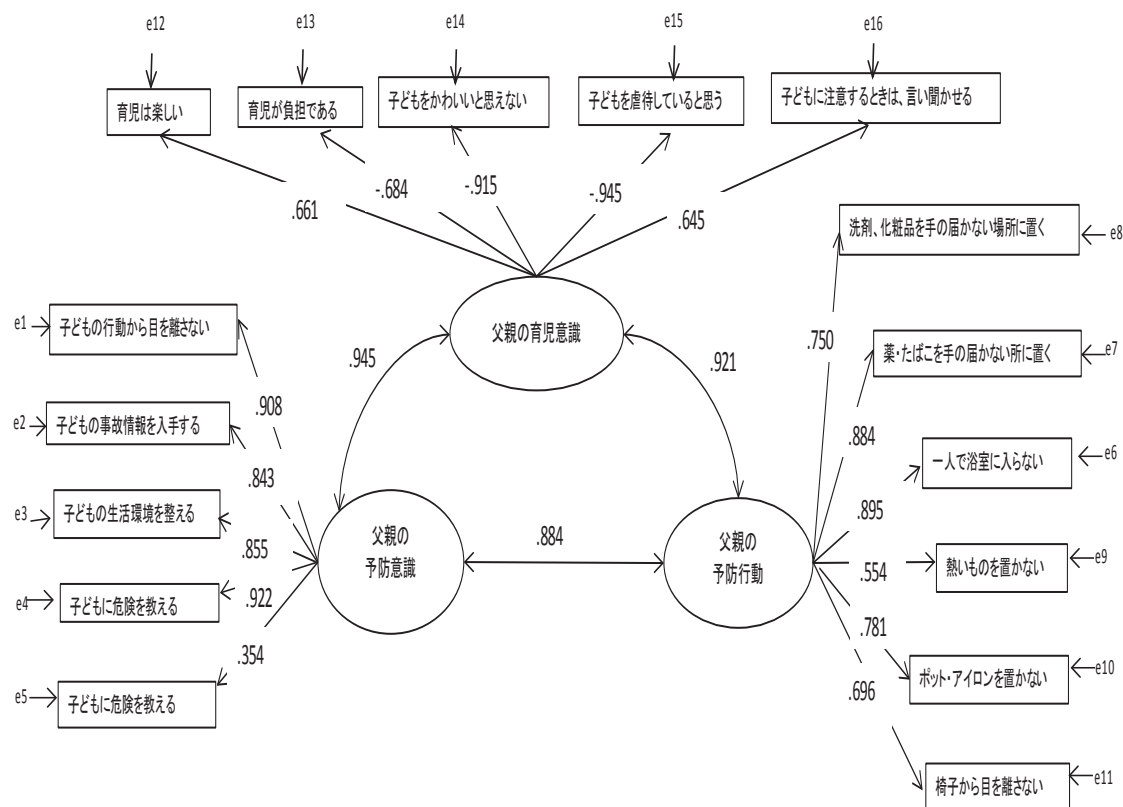 e12
e13
e14
e15
e16
育児は楽しい
育児が負担である
子どもをかわいいと思えない
子どもを虐待していると思う
子どもに注意するときは、言い聞かせる
.661
-.684
-.915
-.945
.645
洗剤、化粧品を手の届かない場所に置く
e8
e1
子どもの行動から目を離さない
父親の育児意識
.750
薬・たばこを手の届かない所に置く
e7
.945
.921
.908
e2
子どもの事故情報を入手する
.884
一人で浴室に入らない
e6
.843
e3
子どもの生活環境を整える
.895
父親の
予防意識
.884
父親の
予防行動
.855
.554
熱いものを置かない
e9
e4
子どもに危険を教える
.922
.781
.354
ポット・アイロンを置かない
e10
.696
e5
子どもに危険を教える
椅子から目を離さない
e11